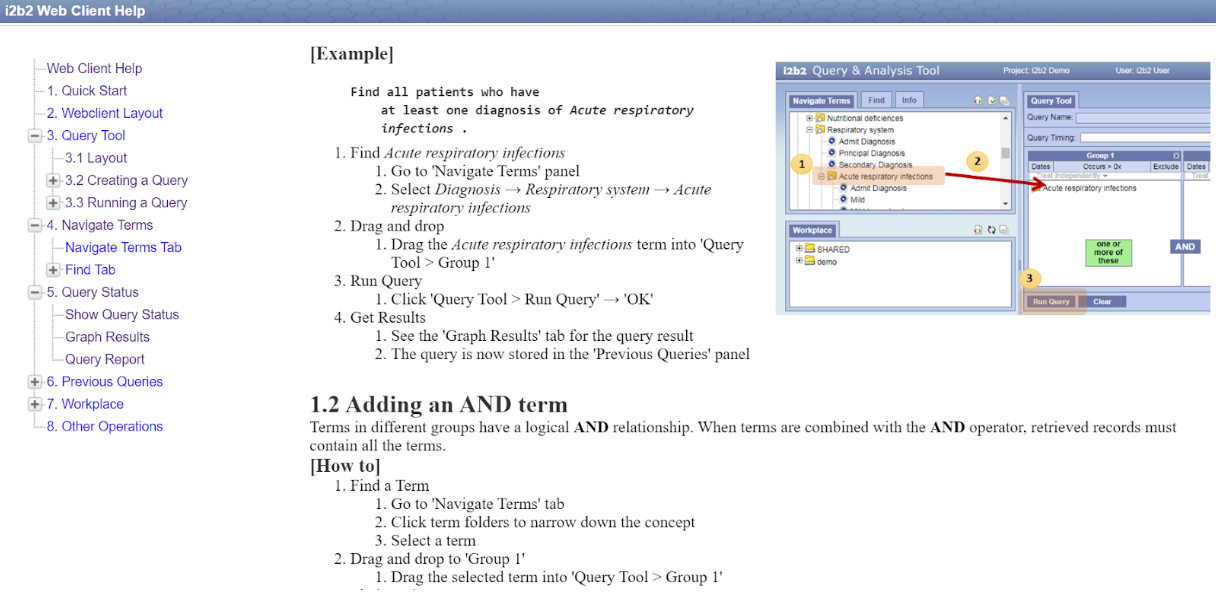 i2b2 Web Client Help
Web Client Help
1. Quick Start
2. Webclient Layout
3. Query Tool
3.1 Layout
3.2 Creating a Query
3.3 Running a Query
4. Navigate Terms
Navigate Terms Tab
Find Tab
5. Query Status
Show Query Status
Graph Results
Query Report
6. Previous Queries
7. Workplace
8. Other Operations
[Example]
Find all patients who have
at least one diagnosis of Acute respiratory
infections .
1. Find Acute respiratory infections
1. Go to 'Navigate Terms' panel
2. Select Diagnosis → Respiratory system → Acute
respiratory infections
2. Drag and drop
1. Drag the Acute respiratory infections term into 'Query
Tool > Group 1'
3. Run Query
1. Click 'Query Tool > Run Query' → 'OK'
4. Get Results
1. See the 'Graph Results' tab for the query result
2. The query is now stored in the 'Previous Queries' panel
i2b2 Query & Analysis Tool
Project: i2b2 Demo
User: i2b2 User
Navigate Terms
Find
Info
Nutritional deficiences
Respiratory system
Admit Diagnosis
Principal Diagnosis
Secondary Diagnosis
Acute respiratory infections
Admit Diagnosis
Mild
1
2
Workplace
SHARED
demo
Query Tool
Query Name:
Query Timing:
Group 1
Dates
Occurs > 0x
Exclude
Dates
Treat Independently
Treat
Acute respiratory infections
one or
more of
these
AND
3
Run Query
Clear
1.2 Adding an AND term
Terms in different groups have a logical AND relationship. When terms are combined with the AND operator, retrieved records must
contain all the terms.
[How to]
1. Find a Term
1. Go to 'Navigate Terms' tab
2. Click term folders to narrow down the concept
3. Select a term
2. Drag and drop to 'Group 1'
1. Drag the selected term into 'Query Tool > Group 1'